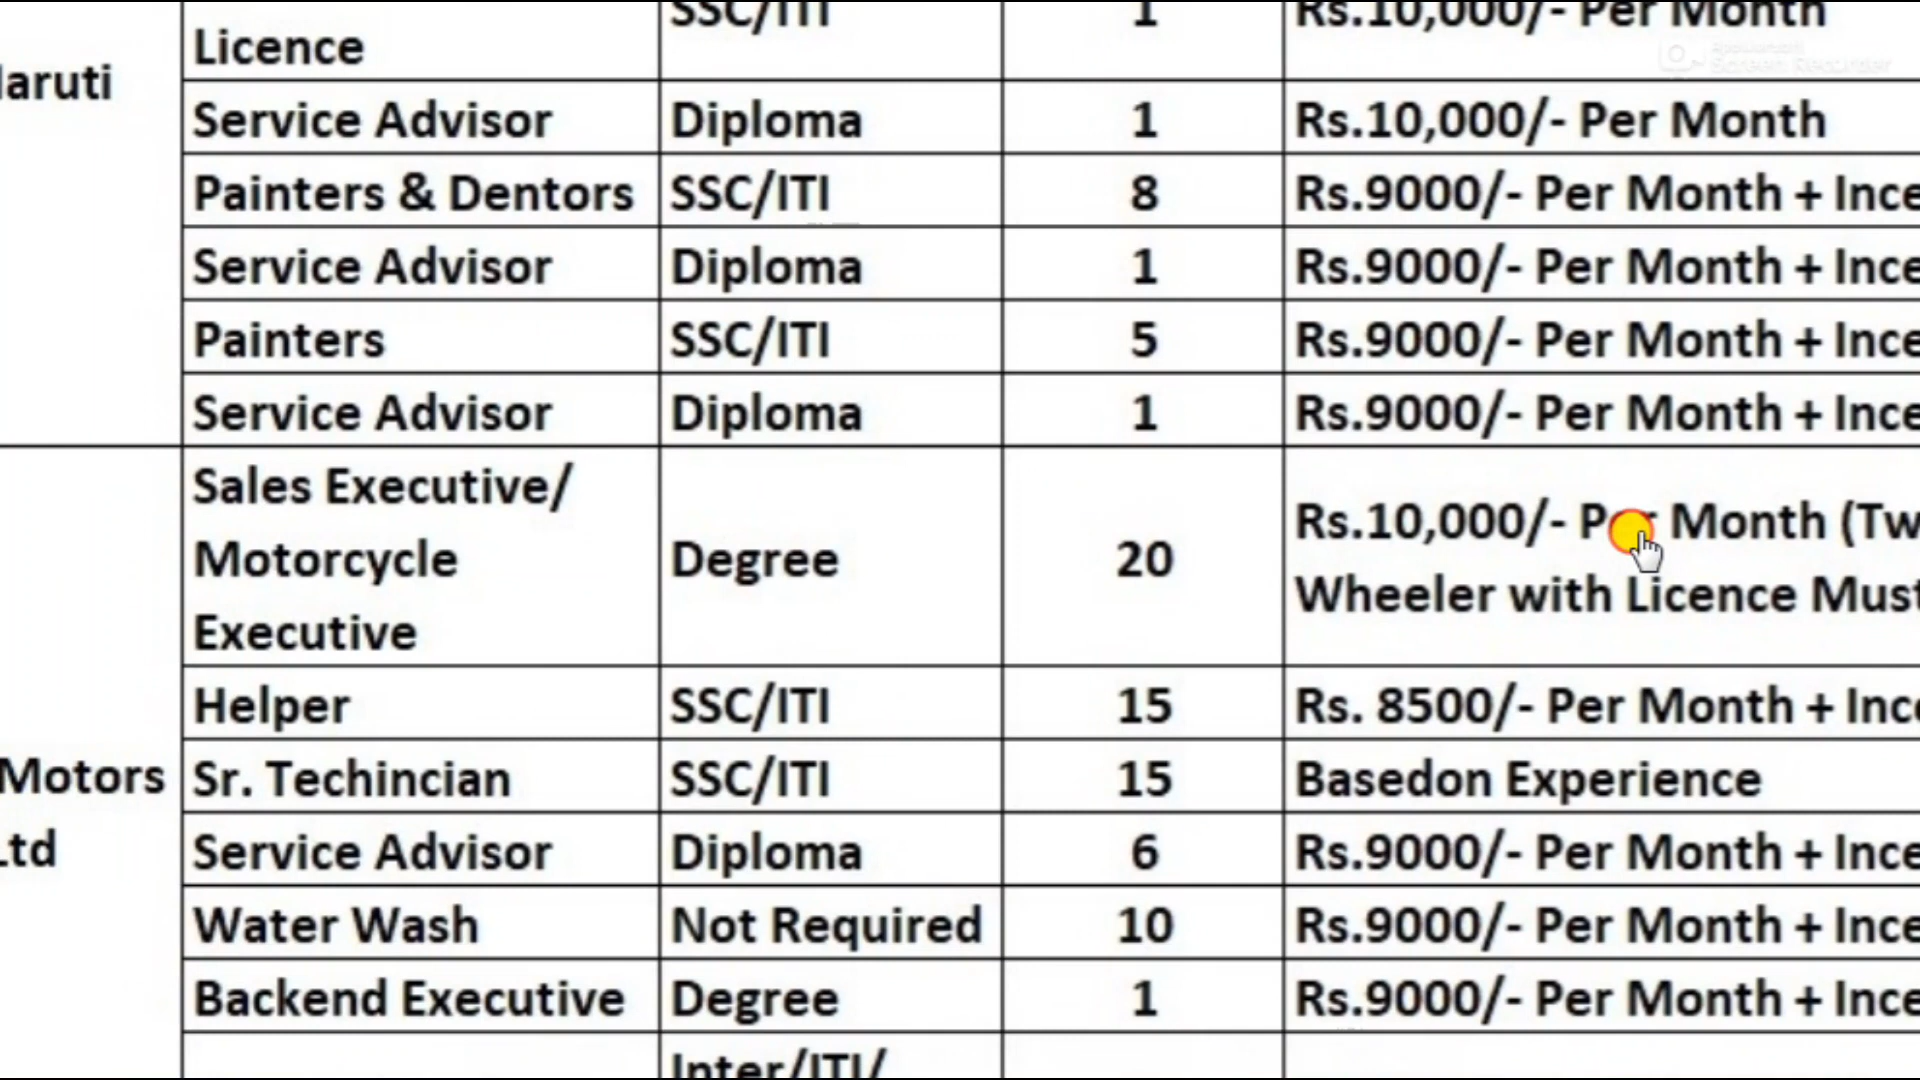 SSC/ITI 1 Rs.10,000/- Per Month
Licence
aruti
Service Advisor Diploma 1 Rs.10,000/- Per Month
Painters & Dentors SSC/ITI 8 Rs.9000/- Per Month + Ince
Service Advisor Diploma 1 Rs.9000/- Per Month + Ince
Painters SSC/ITI 5 Rs.9000/- Per Month + Ince
Service Advisor Diploma 1 Rs.9000/- Per Month + Ince
Sales Executive/
Motorcycle
Executive
Degree
20
Rs.10,000/- Per Month (Tw
Wheeler with Licence Must
Helper SSC/ITI 15 Rs. 8500/- Per Month + Ince
Motors
Ltd
Sr. Techincian SSC/ITI 15 Basedon Experience
Service Advisor Diploma 6 Rs.9000/- Per Month + Ince
Water Wash Not Required 10 Rs.9000/- Per Month + Ince
Backend Executive Degree 1 Rs.9000/- Per Month + Ince
Inter/ITI/
Screen Recorder